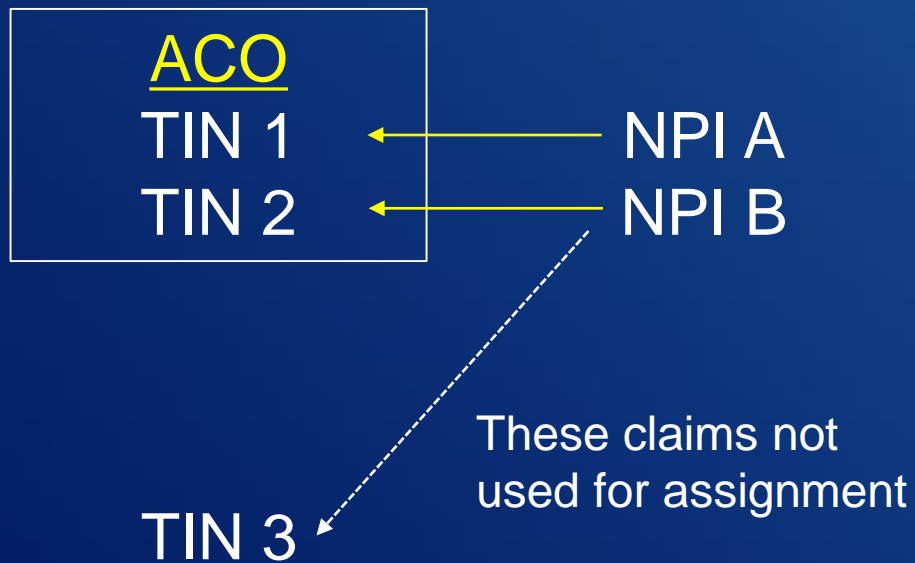 ACO
TIN 1
NPI A
TIN 2
NPI B
These claims not
used for assignment
TIN 3